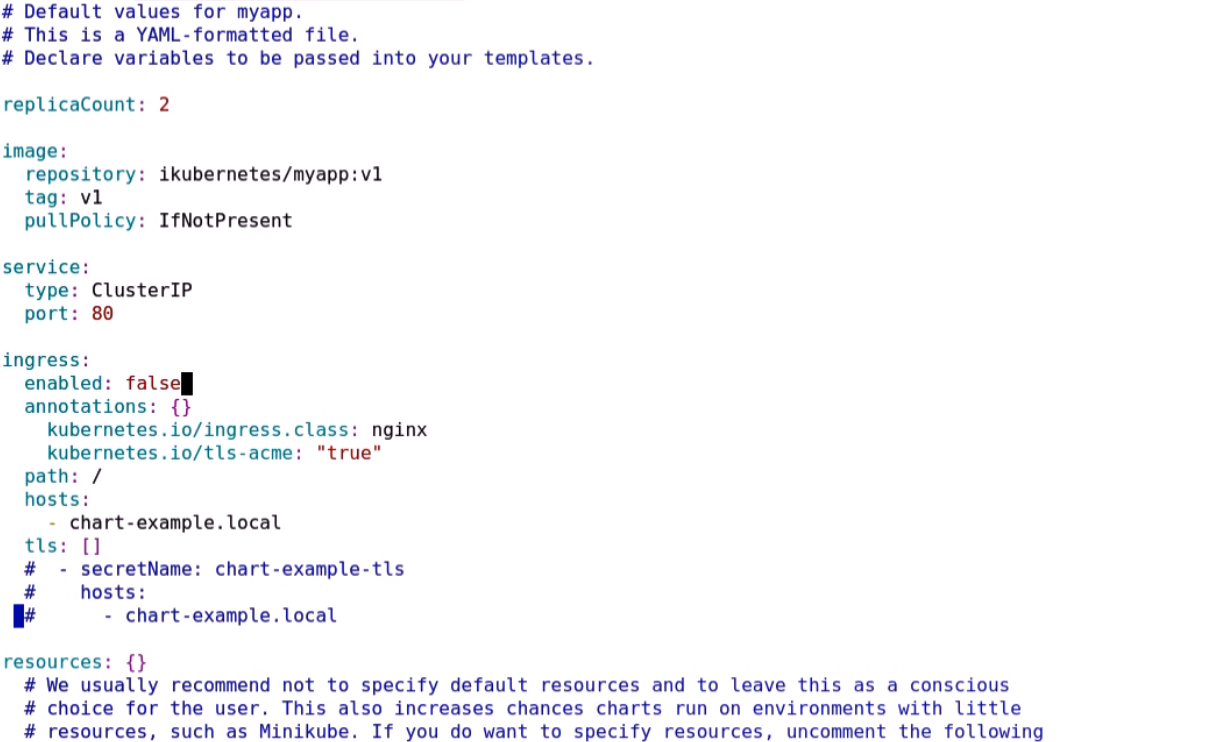 # Default values for myapp.
# This is a YAML-formatted file.
# Declare variables to be passed into your templates.

replicaCount: 2

image:
  repository: ikubernetes/myapp:v1
  tag: v1
  pullPolicy: IfNotPresent

service:
  type: ClusterIP
  port: 80

ingress:
  enabled: false
  annotations: {}
    kubernetes.io/ingress.class: nginx
    kubernetes.io/tls-acme: "true"
  path: /
  hosts:
    - chart-example.local
  tls: []
  #  - secretName: chart-example-tls
  #    hosts:
  #      - chart-example.local

resources: {}
  # We usually recommend not to specify default resources and to leave this as a conscious
  # choice for the user. This also increases chances charts run on environments with little
  # resources, such as Minikube. If you do want to specify resources, uncomment the following